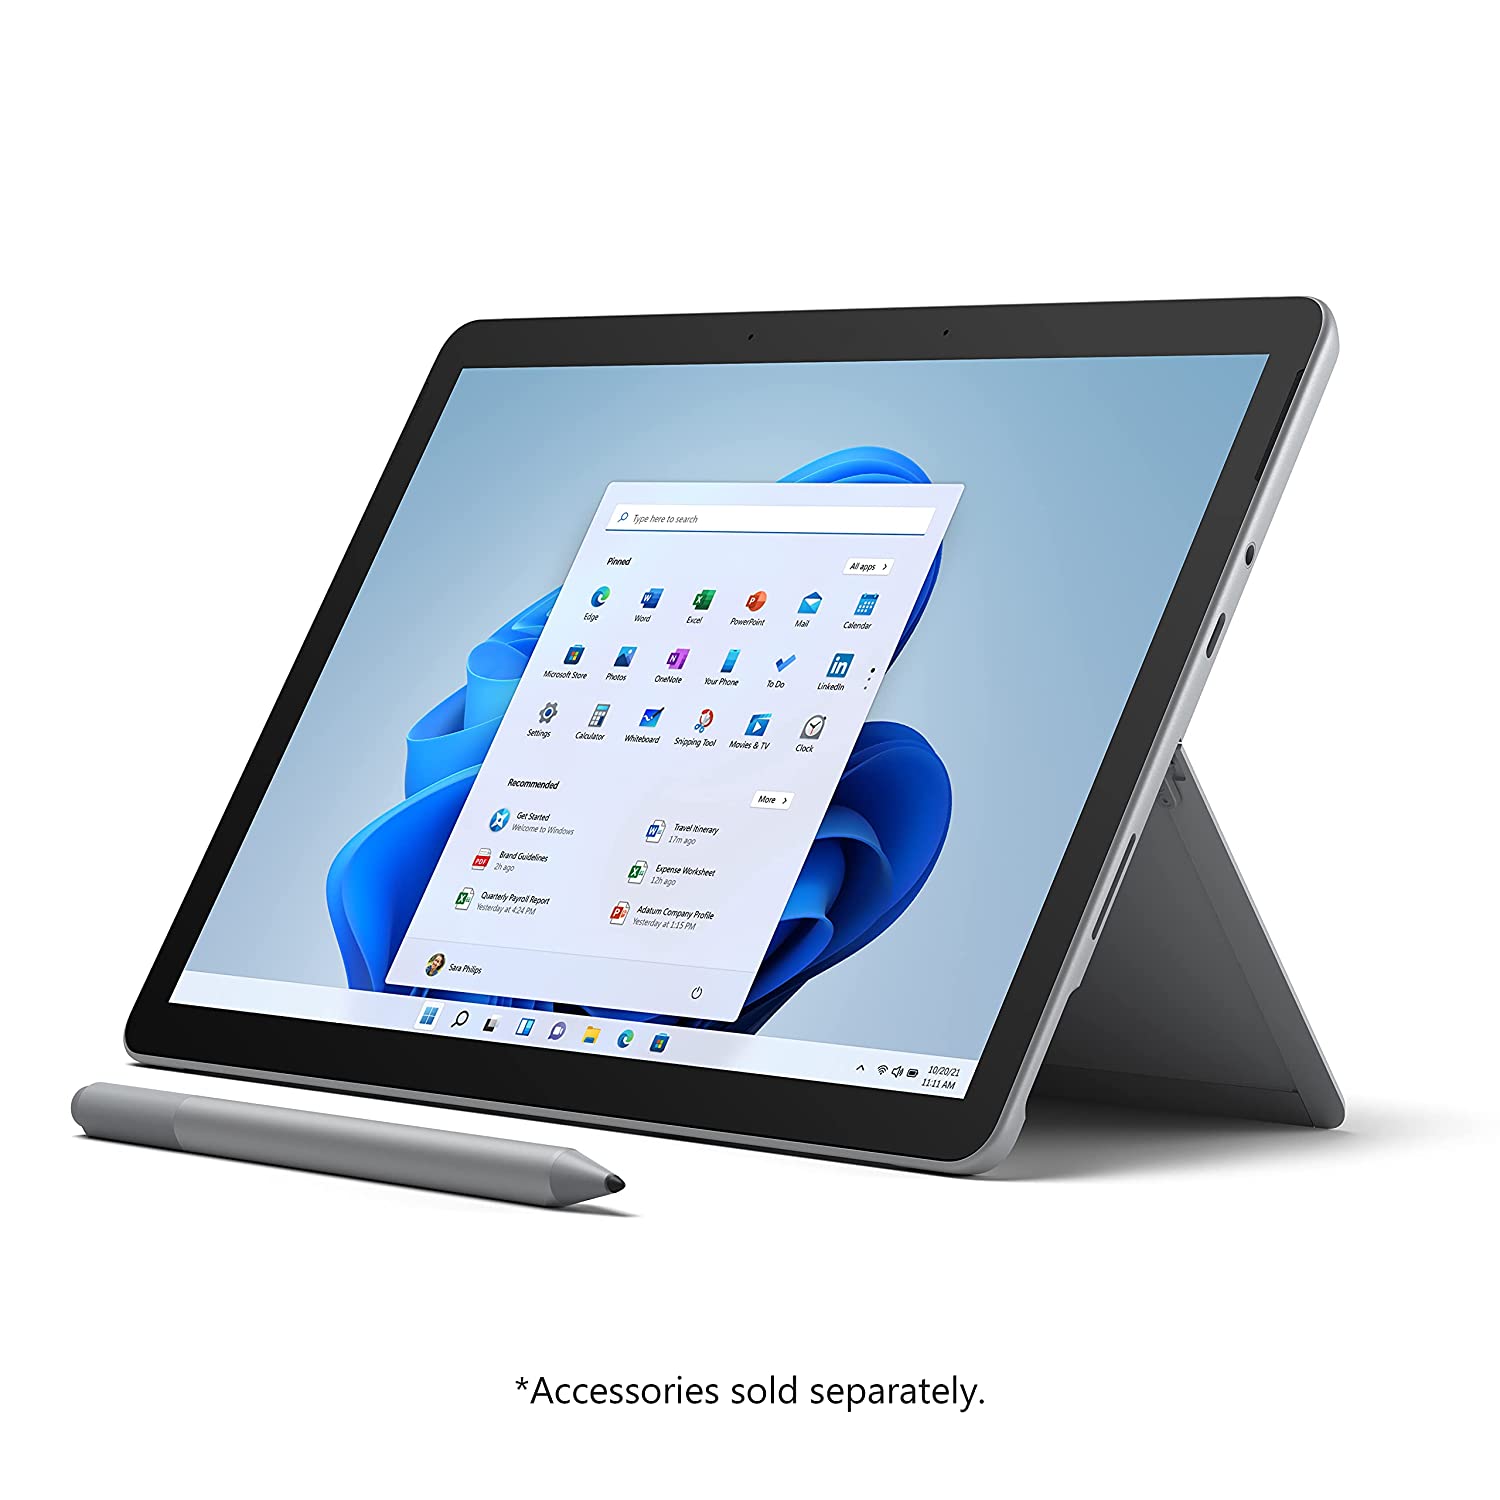 Type here to search
Pinned
All apps >
Edge Word Excel PowerPoint Mail Calendar
Microsoft Store Photos OneNote Your Phone To Do LinkedIn
Settings Calculator Whiteboard Snipping Tool Movies & TV Clock
Recommended
More >
Get Started
Welcome to Windows
Travel Itinerary
17m ago
Brand Guidelines
2h ago
Expense Worksheet
12h ago
Quarterly Payroll Report
Yesterday at 4:24 PM
Adatum Company Profile
Yesterday at 1:15 PM
Sara Philips
10/20/21
11:11 AM
*Accessories sold separately.